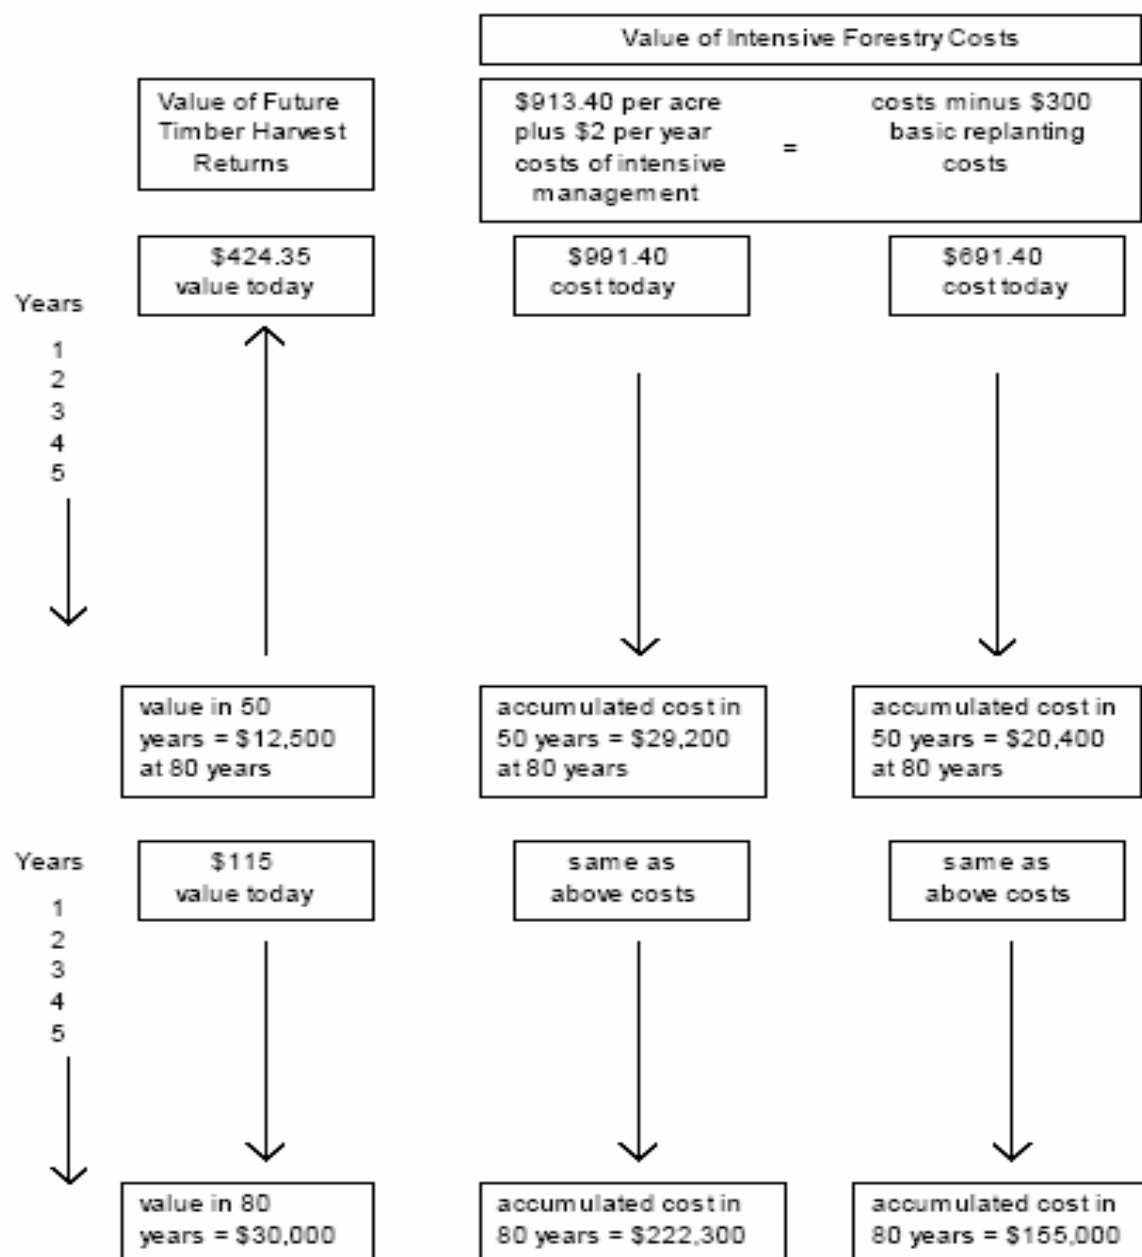 Value of Intensive Forestry Costs
Value of Future
Timber Harvest
Returns
$913.40 per acre
plus $2 per year
costs of intensive
management
=
costs minus $300
basic replanting
costs
$424.35
value today
$991.40
cost today
$691.40
cost today
Years
1
2
3
4
5
value in 50
years = $12,500
at 80 years
accumulated cost in
50 years = $29,200
at 80 years
accumulated cost in
50 years = $20,400
at 80 years
Years
1
2
3
4
5
$115
value today
same as
above costs
same as
above costs
value in 80
years = $30,000
accumulated cost in
80 years = $222,300
accumulated cost in
80 years = $155,000